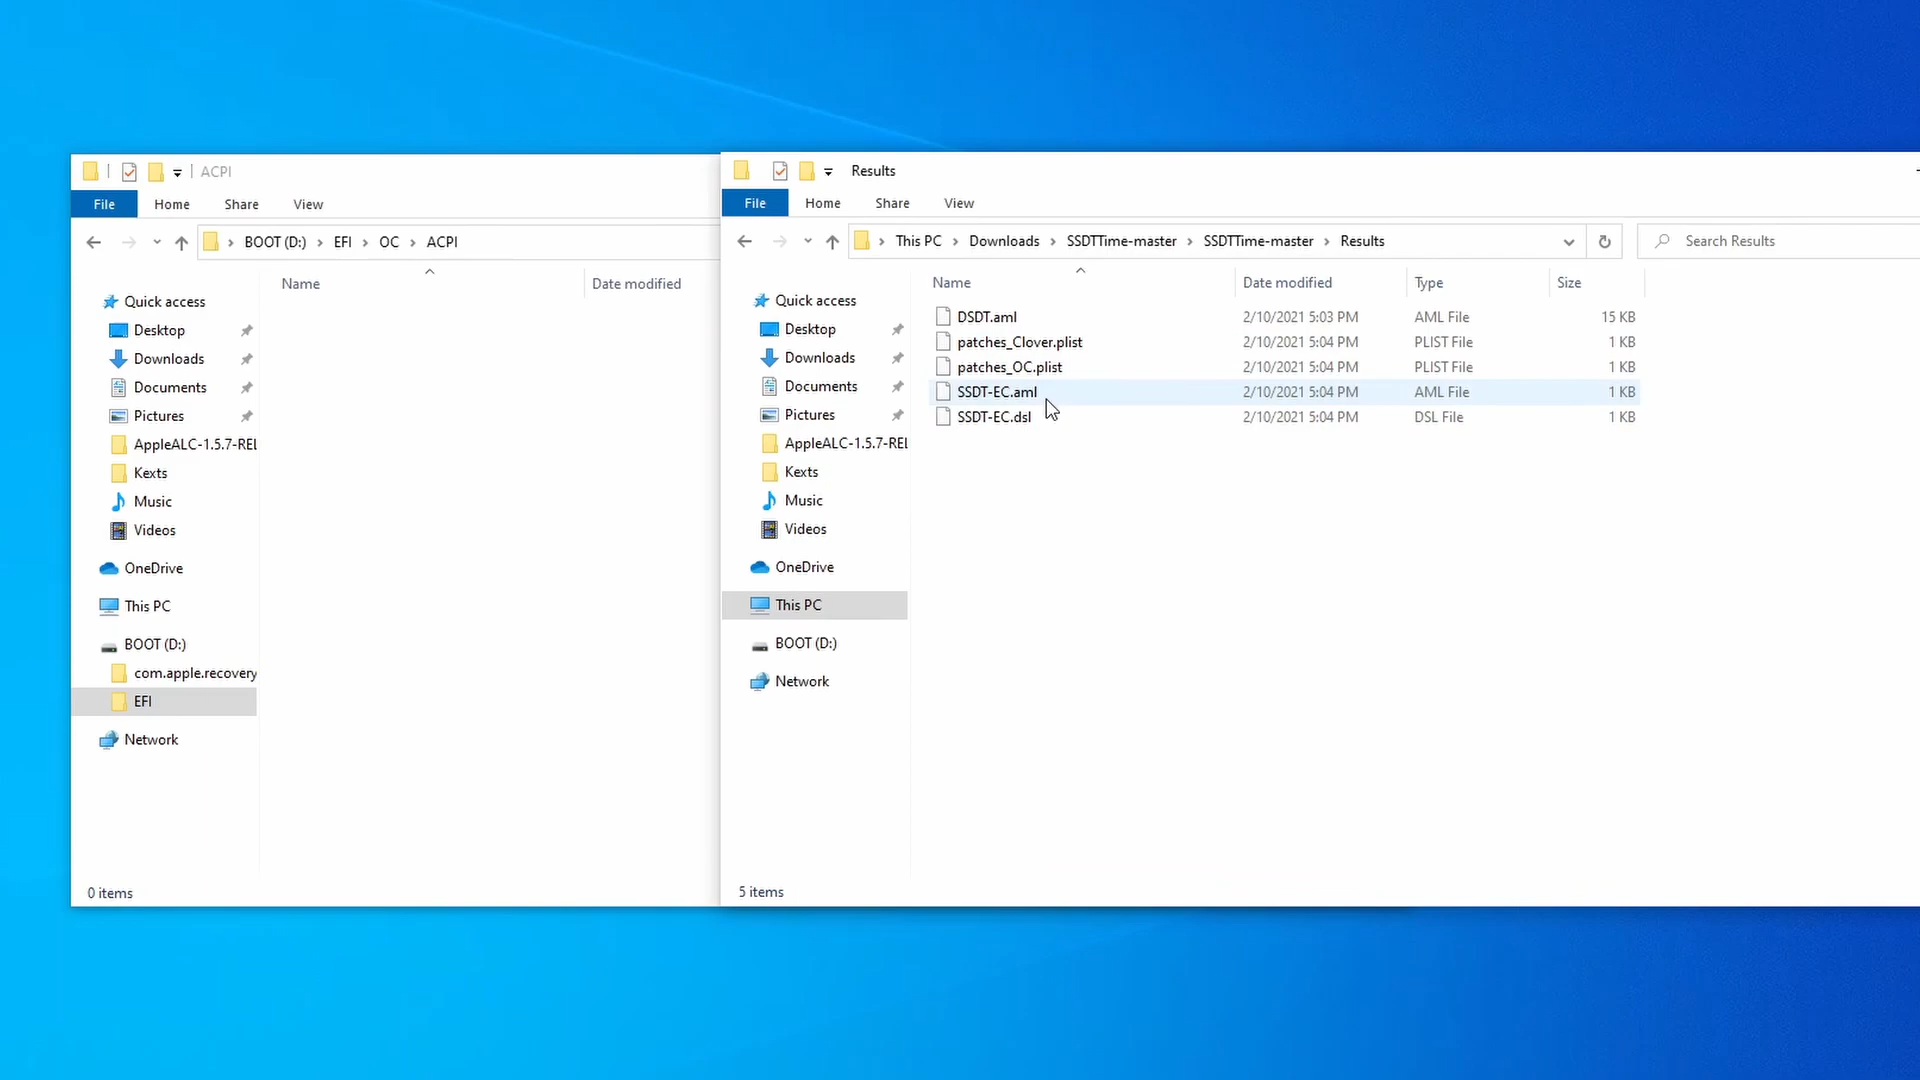 ACPI
File Home Share View
BOOT (D:) EFI OC ACPI
Name Date modified
Quick access
Desktop
Downloads
Documents
Pictures
AppleALC-1.5.7-REL
Kexts
Music
Videos
OneDrive
This PC
BOOT (D:)
com.apple.recovery
EFI
Network
0 items
Results
File Home Share View
This PC Downloads SSDTTime-master SSDTTime-master Results
Search Results
Name Date modified Type Size
Quick access
Desktop
Downloads
Documents
Pictures
AppleALC-1.5.7-REL
Kexts
Music
Videos
OneDrive
This PC
BOOT (D:)
Network
DSDT.aml 2/10/2021 5:03 PM AML File 15 KB
patches_Clover.plist 2/10/2021 5:04 PM PLIST File 1 KB
patches_OC.plist 2/10/2021 5:04 PM PLIST File 1 KB
SSDT-EC.aml 2/10/2021 5:04 PM AML File 1 KB
SSDT-EC.dsl 2/10/2021 5:04 PM DSL File 1 KB
5 items